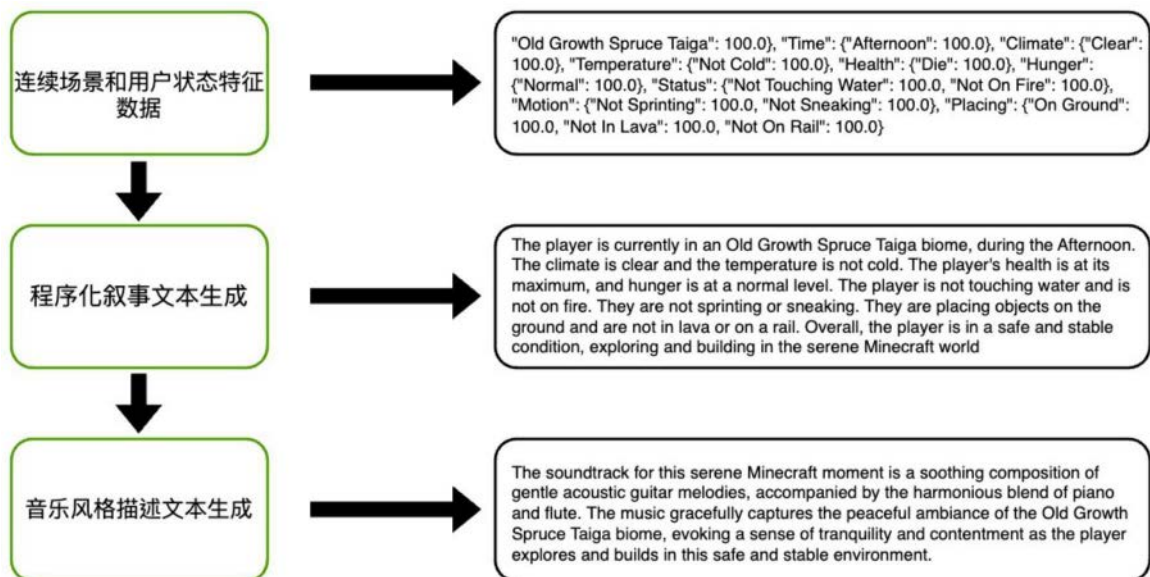 连续场景和用户状态特征
数据
"Old Growth Spruce Taiga": 100.0}, "Time": {"Afternoon": 100.0}, "Climate": {"Clear":
100.0}, "Temperature": {"Not Cold": 100.0}, "Health": {"Die": 100.0}, "Hunger":
{"Normal": 100.0}, "Status": {"Not Touching Water": 100.0, "Not On Fire": 100.0},
"Motion": {"Not Sprinting": 100.0, "Not Sneaking": 100.0}, "Placing": {"On Ground":
100.0, "Not In Lava": 100.0, "Not On Rail": 100.0}
程序化叙事文本生成
The player is currently in an Old Growth Spruce Taiga biome, during the Afternoon.
The climate is clear and the temperature is not cold. The player's health is at its
maximum, and hunger is at a normal level. The player is not touching water and is
not on fire. They are not sprinting or sneaking. They are placing objects on the
ground and are not in lava or on a rail. Overall, the player is in a safe and stable
condition, exploring and building in the serene Minecraft world
音乐风格描述文本生成
The soundtrack for this serene Minecraft moment is a soothing composition of
gentle acoustic guitar melodies, accompanied by the harmonious blend of piano
and flute. The music gracefully captures the peaceful ambiance of the Old Growth
Spruce Taiga biome, evoking a sense of tranquility and contentment as the player
explores and builds in this safe and stable environment.